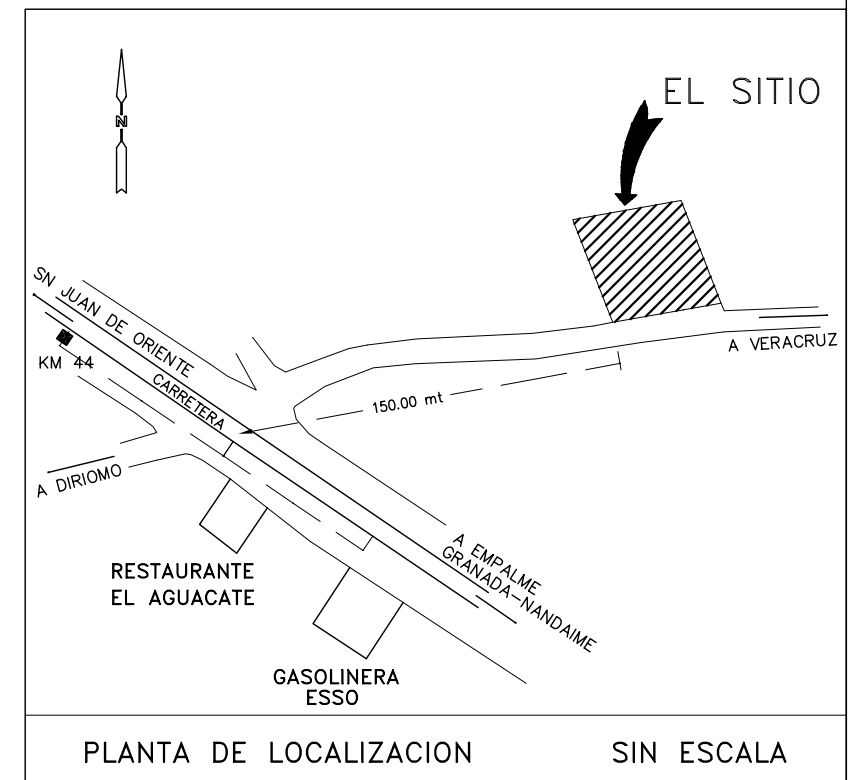 N
EL SITIO
SN JUAN DE ORIENTE
KM 44
CARRETERA
A VERACRUZ
150.00 mt
A DIRIOMO
A EMPALME
GRANADA-NANDAIME
RESTAURANTE
EL AGUACATE
GASOLINERA
ESSO
PLANTA DE LOCALIZACION
SIN ESCALA